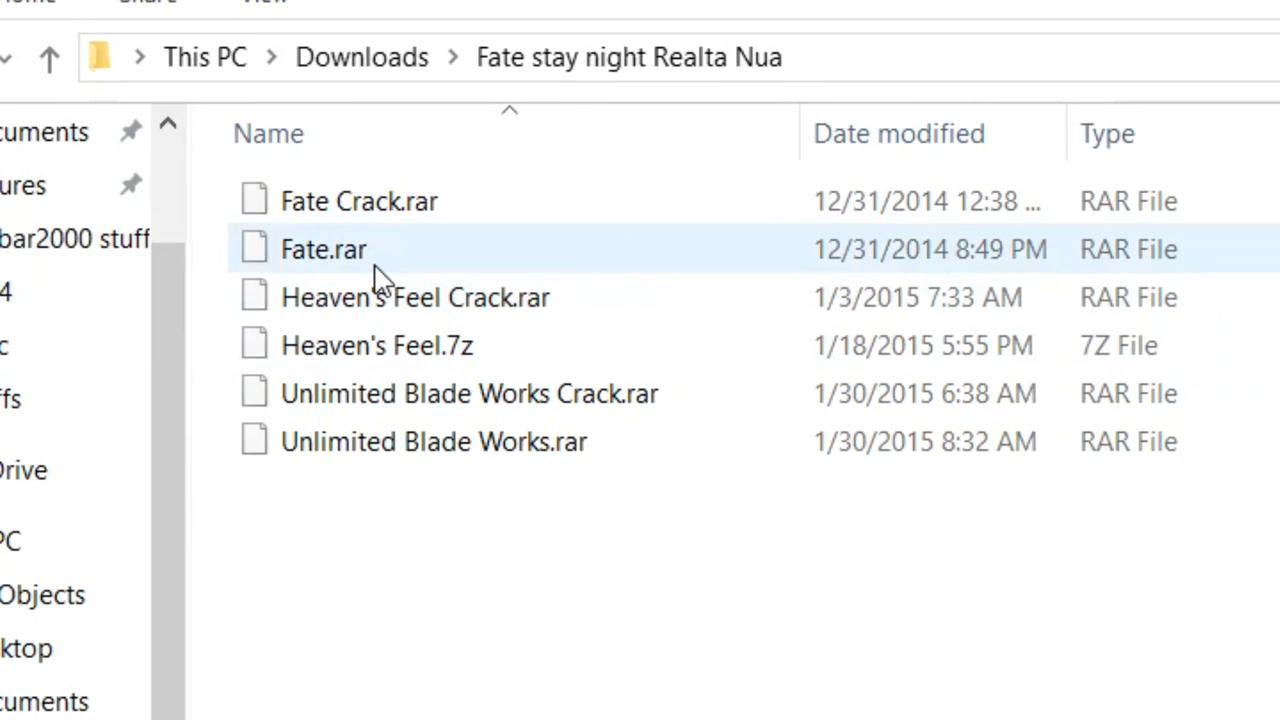 This PC > Downloads > Fate stay night Realta Nua
cuments
ures
bar2000 stuff
4
c
ffs
Drive
PC
Objects
ktop
cuments
Name Date modified Type
Fate Crack.rar 12/31/2014 12:38 ... RAR File
Fate.rar 12/31/2014 8:49 PM RAR File
Heaven's Feel Crack.rar 1/3/2015 7:33 AM RAR File
Heaven's Feel.7z 1/18/2015 5:55 PM 7Z File
Unlimited Blade Works Crack.rar 1/30/2015 6:38 AM RAR File
Unlimited Blade Works.rar 1/30/2015 8:32 AM RAR File